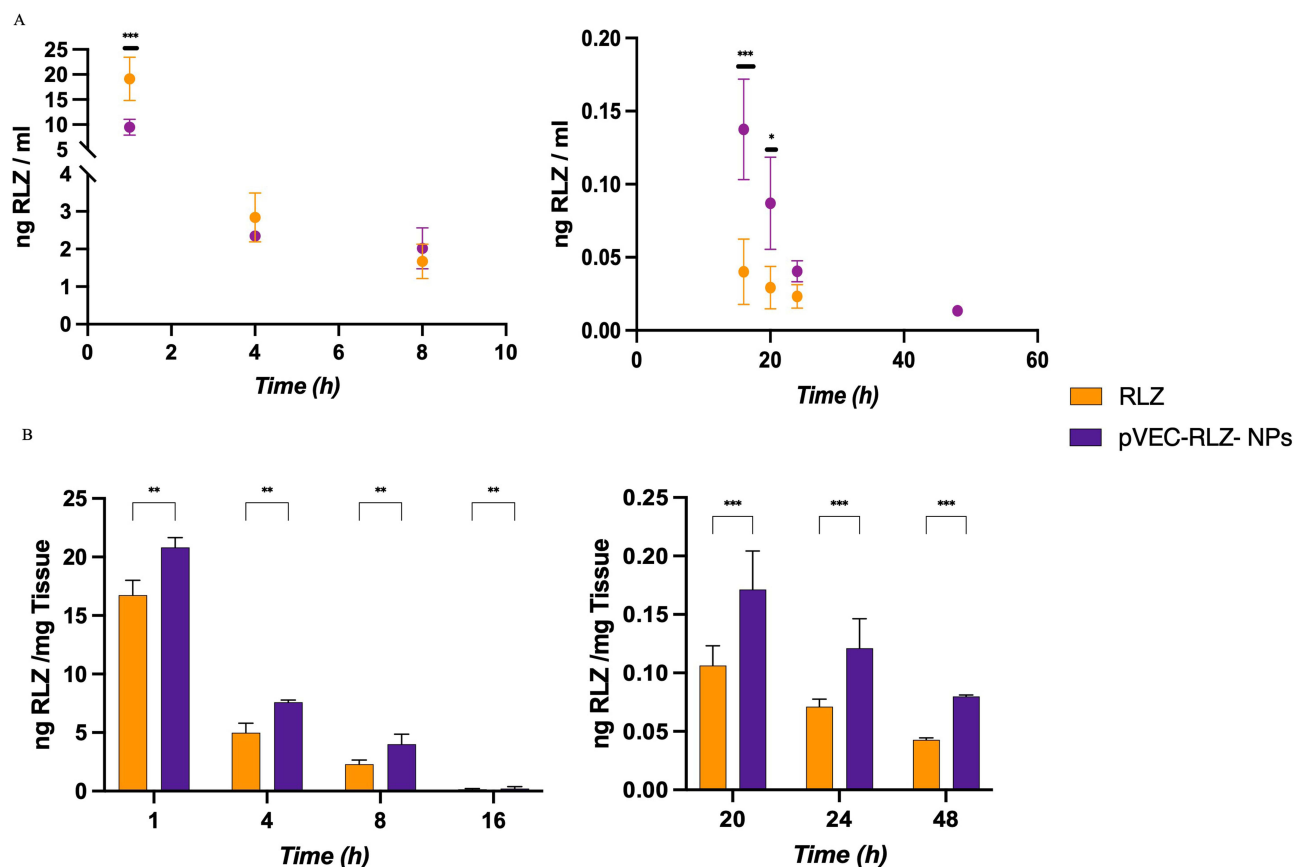 A
***
25
20
15
10
5
4
3
2
1
0
ng RLZ / ml
0 2 4 6 8 10
Time (h)
0.20
***
0.15
*
0.10
0.05
0.00
ng RLZ / ml
0 20 40 60
Time (h)
RLZ
pVEC-RLZ- NPs
B
25
** ** ** **
20
15
10
5
0
ng RLZ /mg Tissue
1 4 8 16
Time (h)
0.25
*** *** ***
0.20
0.15
0.10
0.05
0.00
ng RLZ /mg Tissue
20 24 48
Time (h)